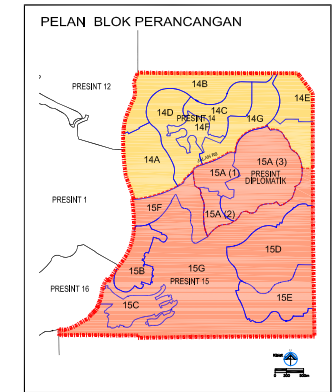 PELAN BLOK PERANCANGAN
PRESINT 12
14E
14D
14C
PRESINT 14
14F
14G
14A
15A (3)
15A (1)
PRESINT
DIPLOMATIK
PRESINT 1
15F
15A (2)
15D
15B
15G
PRESINT 15
PRESINT 16
15E
15C